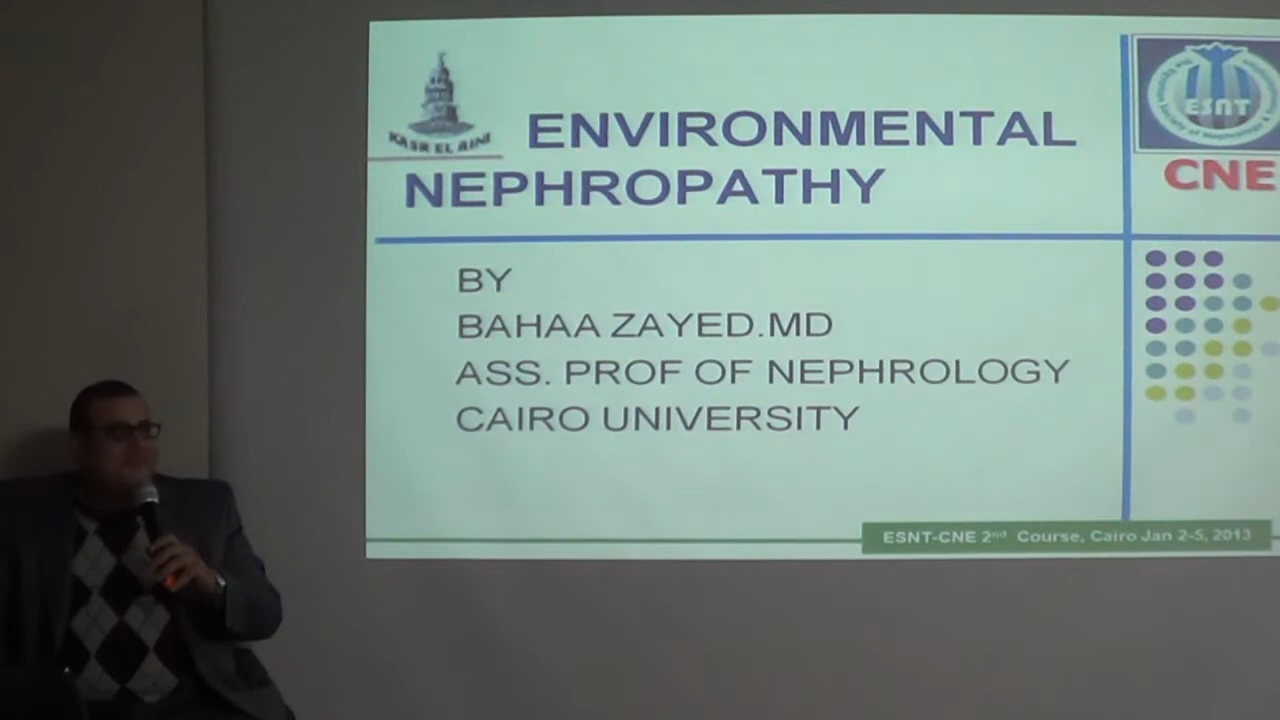 KASR EL AINI
ENVIRONMENTAL
NEPHROPATHY
ESNT
CNE
BY
BAHAA ZAYED.MD
ASS. PROF OF NEPHROLOGY
CAIRO UNIVERSITY
ESNT-CNE 2nd Course, Cairo Jan 2-5, 2013